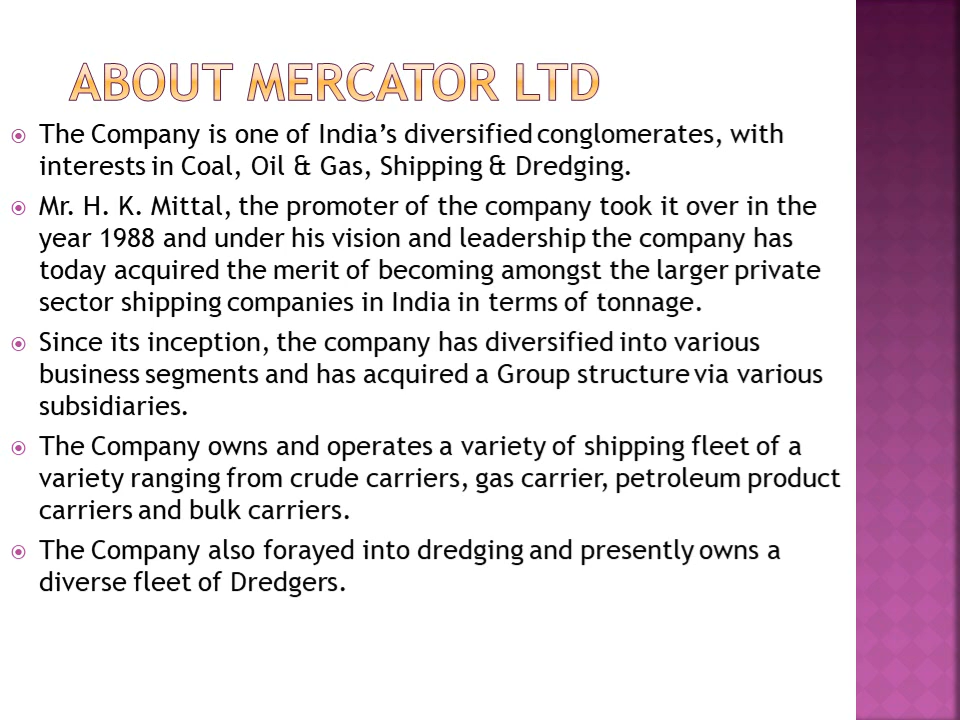 ABOUT MERCATOR LTD
The Company is one of India’s diversified conglomerates, with
interests in Coal, Oil & Gas, Shipping & Dredging.
Mr. H. K. Mittal, the promoter of the company took it over in the
year 1988 and under his vision and leadership the company has
today acquired the merit of becoming amongst the larger private
sector shipping companies in India in terms of tonnage.
Since its inception, the company has diversified into various
business segments and has acquired a Group structure via various
subsidiaries.
The Company owns and operates a variety of shipping fleet of a
variety ranging from crude carriers, gas carrier, petroleum product
carriers and bulk carriers.
The Company also forayed into dredging and presently owns a
diverse fleet of Dredgers.